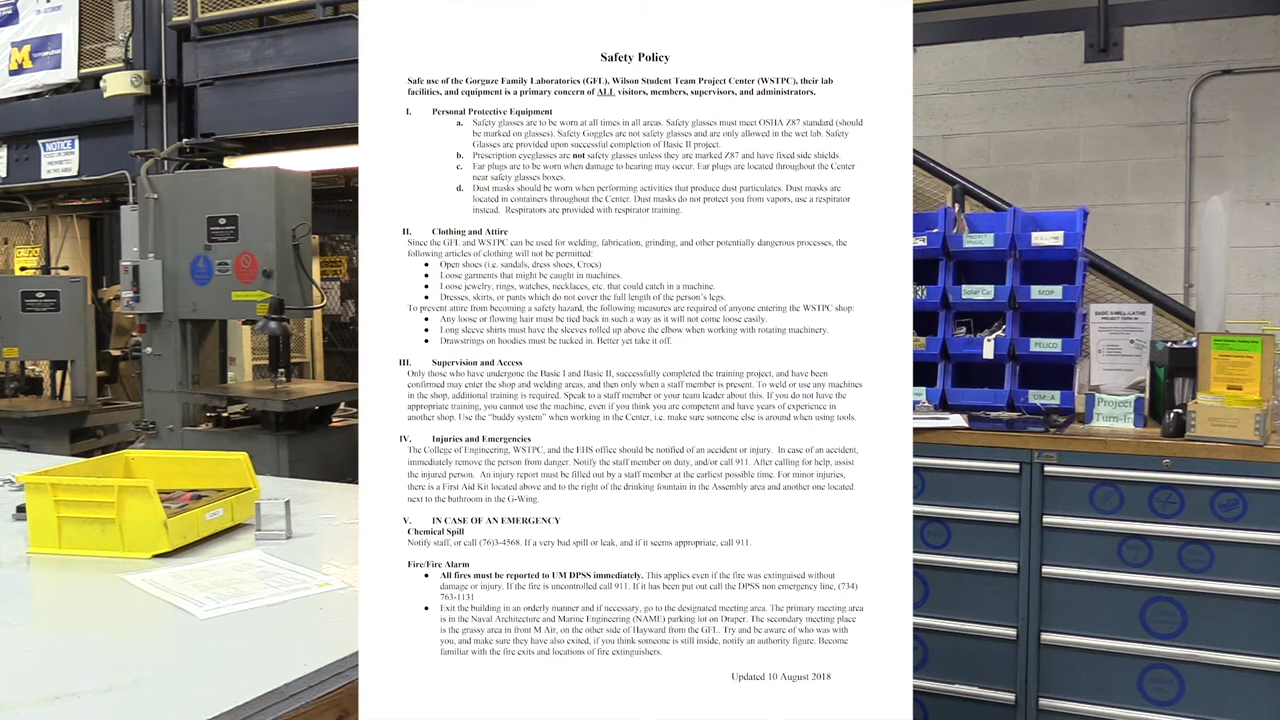 Safety Policy
Safe use of the Gorguze Family Laboratories (GFL), Wilson Student Team Project Center (WSTPC), their lab
facilities, and equipment is a primary concern of ALL visitors, members, supervisors, and administrators.
I. Personal Protective Equipment
a. Safety glasses are to be worn at all times in all areas. Safety glasses must meet OSHA Z87 standard (should
be marked on glasses). Safety Goggles are not safety glasses and are only allowed in the wet lab. Safety
Glasses are provided upon successful completion of Basic II project.
b. Prescription eyeglasses are not safety glasses unless they are marked Z87 and have fixed side shields.
c. Ear plugs are to be worn when damage to hearing may occur. Ear plugs are located throughout the Center
near safety glasses boxes.
d. Dust masks should be worn when performing activities that produce dust particulates. Dust masks are
located in containers throughout the Center. Dust masks do not protect you from vapors, use a respirator
instead. Respirators are provided with respirator training.
II. Clothing and Attire
Since the GFL and WSTPC can be used for welding, fabrication, grinding, and other potentially dangerous processes, the
following articles of clothing will not be permitted:
● Open shoes (i.e. sandals, dress shoes, Crocs)
● Loose garments that might be caught in machines.
● Loose jewelry, rings, watches, necklaces, etc. that could catch in a machine.
● Dresses, skirts, or pants which do not cover the full length of the person's legs.
To prevent attire from becoming a safety hazard, the following measures are required of anyone entering the WSTPC shop:
● Any loose or flowing hair must be tied back in such a way as it will not come loose easily.
● Long sleeve shirts must have the sleeves rolled up above the elbow when working with rotating machinery.
● Drawstrings on hoodies must be tucked in. Better yet take it off.
III. Supervision and Access
Only those who have undergone the Basic I and Basic II, successfully completed the training project, and have been
confirmed may enter the shop and welding areas, and then only when a staff member is present. To weld or use any machines
in the shop, additional training is required. Speak to a staff member or your team leader about this. If you do not have the
appropriate training, you cannot use the machine, even if you think you are competent and have years of experience in
another shop. Use the "buddy system" when working in the Center, i.e. make sure someone else is around when using tools.
IV. Injuries and Emergencies
The College of Engineering, WSTPC, and the EHS office should be notified of an accident or injury. In case of an accident,
immediately remove the person from danger. Notify the staff member on duty, and/or call 911. After calling for help, assist
the injured person. An injury report must be filled out by a staff member at the earliest possible time. For minor injuries,
there is a First Aid Kit located above and to the right of the drinking fountain in the Assembly area and another one located
next to the bathroom in the G-Wing.
V. IN CASE OF AN EMERGENCY
Chemical Spill
Notify staff, or call (76)3-4568. If a very bad spill or leak, and if it seems appropriate, call 911.
Fire/Fire Alarm
● All fires must be reported to UM DPSS immediately. This applies even if the fire was extinguised without
damage or injury. If the fire is uncontrolled call 911. If it has been put out call the DPSS non emergency line, (734)
763-1131
● Exit the building in an orderly manner and if necessary, go to the designated meeting area. The primary meeting area
is in the Naval Architecture and Marine Engineering (NAME) parking lot on Draper. The secondary meeting place
is the grassy area in front M Air, on the other side of Hayward from the GFL. Try and be aware of who was with
you, and make sure they have also exited, if you think someone is still inside, notify an authority figure. Become
familiar with the fire exits and locations of fire extinguishers.
Updated 10 August 2018
M
NOTICE
Solar Car
MDP
PELICO
Project
Turn-In